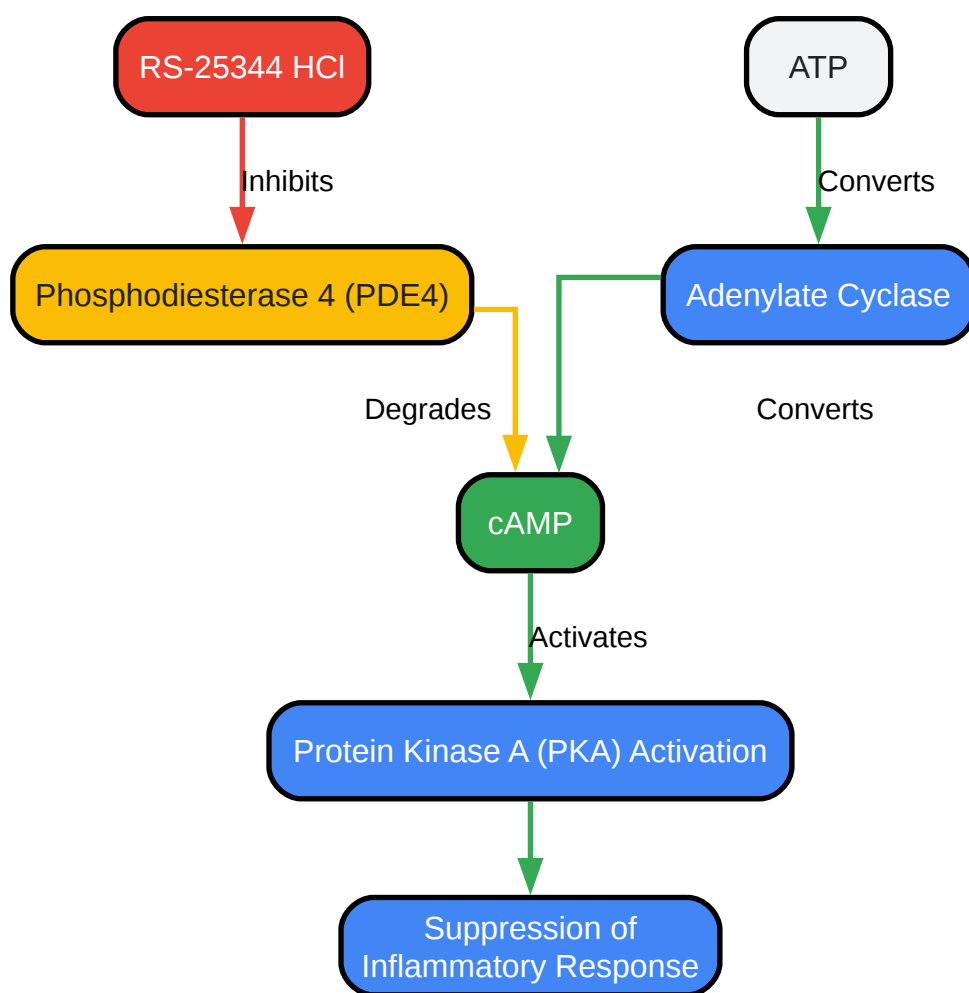 RS-25344 HCl
ATP
Inhibits
Converts
Phosphodiesterase 4 (PDE4)
Adenylate Cyclase
Degrades
Converts
cAMP
Activates
Protein Kinase A (PKA) Activation
Suppression of
Inflammatory Response